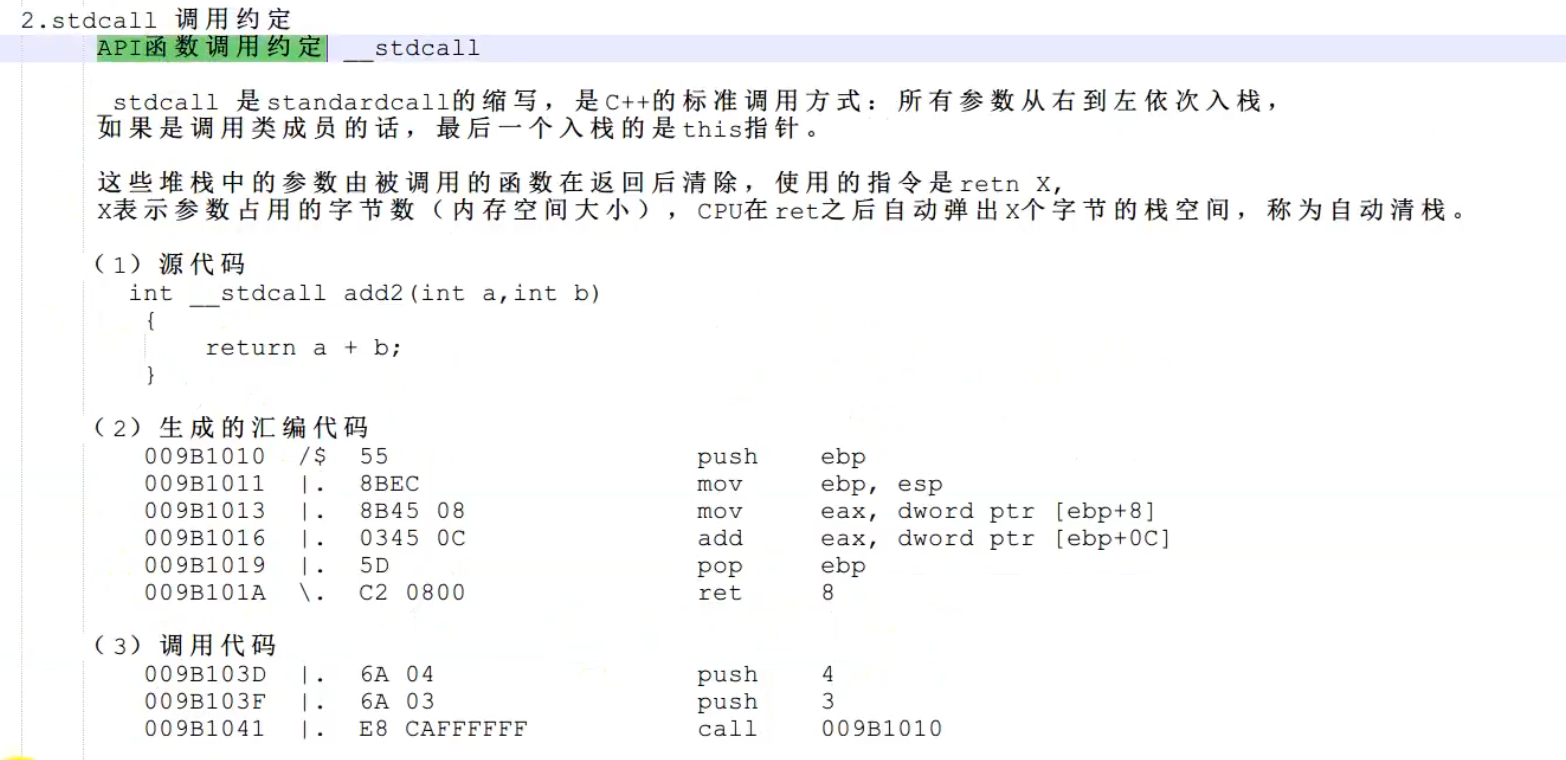 2.stdcall 调用约定
API函数调用约定 __stdcall
_stdcall 是standardcall的缩写，是C++的标准调用方式：所有参数从右到左依次入栈，
如果是调用类成员的话，最后一个入栈的是this指针。
这些堆栈中的参数由被调用的函数在返回后清除，使用的指令是retn X,
X表示参数占用的字节数（内存空间大小），CPU在ret之后自动弹出X个字节的栈空间，称为自动清栈。
（1）源代码
int __stdcall add2(int a,int b)
{
return a + b;
}
（2）生成的汇编代码
009B1010 /$ 55 push ebp
009B1011 |. 8BEC mov ebp, esp
009B1013 |. 8B45 08 mov eax, dword ptr [ebp+8]
009B1016 |. 0345 0C add eax, dword ptr [ebp+0C]
009B1019 |. 5D pop ebp
009B101A \. C2 0800 ret 8
（3）调用代码
009B103D |. 6A 04 push 4
009B103F |. 6A 03 push 3
009B1041 |. E8 CAFFFFFF call 009B1010